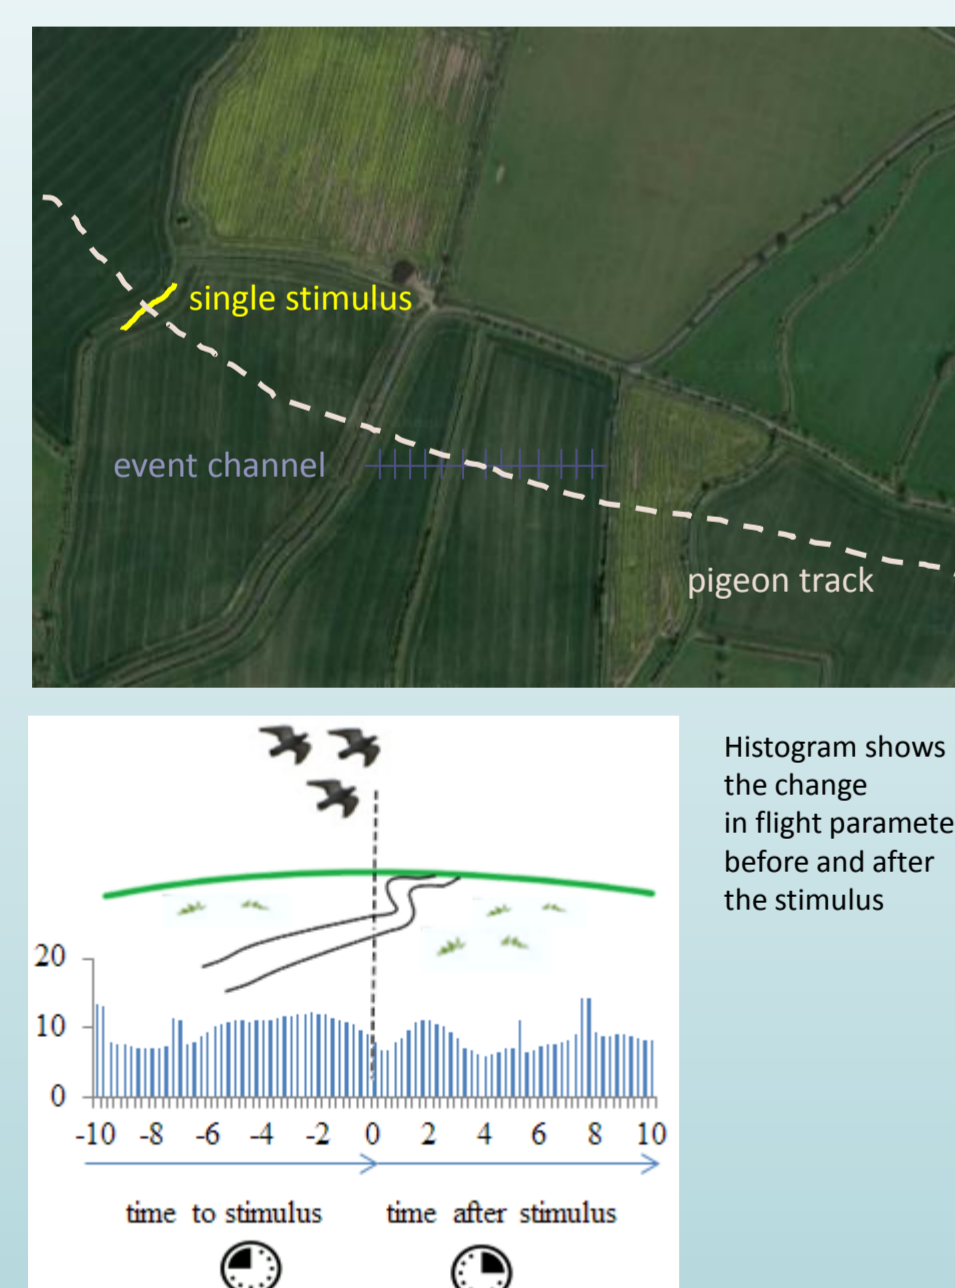 single stimulus
event channel
pigeon track
Histogram shows
the change
in flight paramete
before and after
the stimulus
20
10
0
-10 -8 -6 -4 -2 0 2 4 6 8 10
time to stimulus time after stimulus